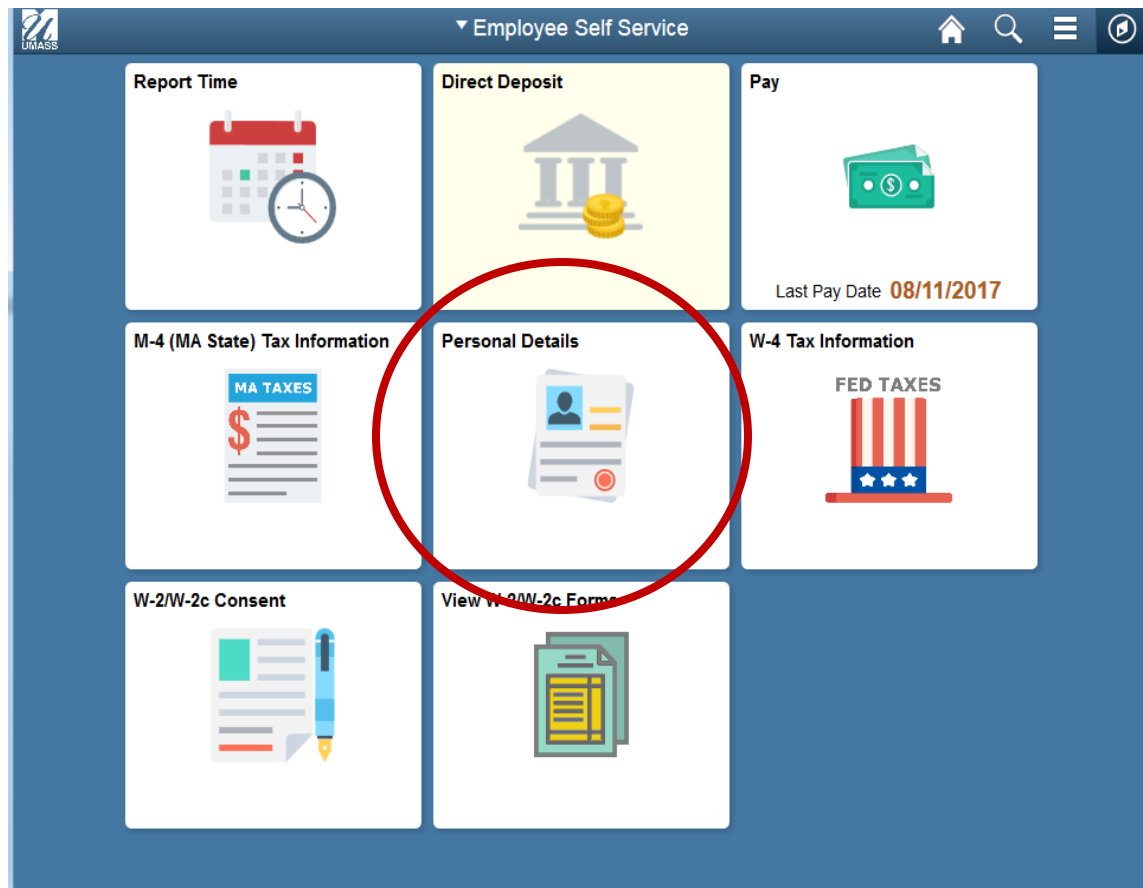 UMASS
Employee Self Service
Report Time
Direct Deposit
Pay
$
Last Pay Date 08/11/2017
M-4 (MA State) Tax Information
Personal Details
W-4 Tax Information
MA TAXES
$
FED TAXES
W-2/W-2c Consent
View W-2/W-2c Forms